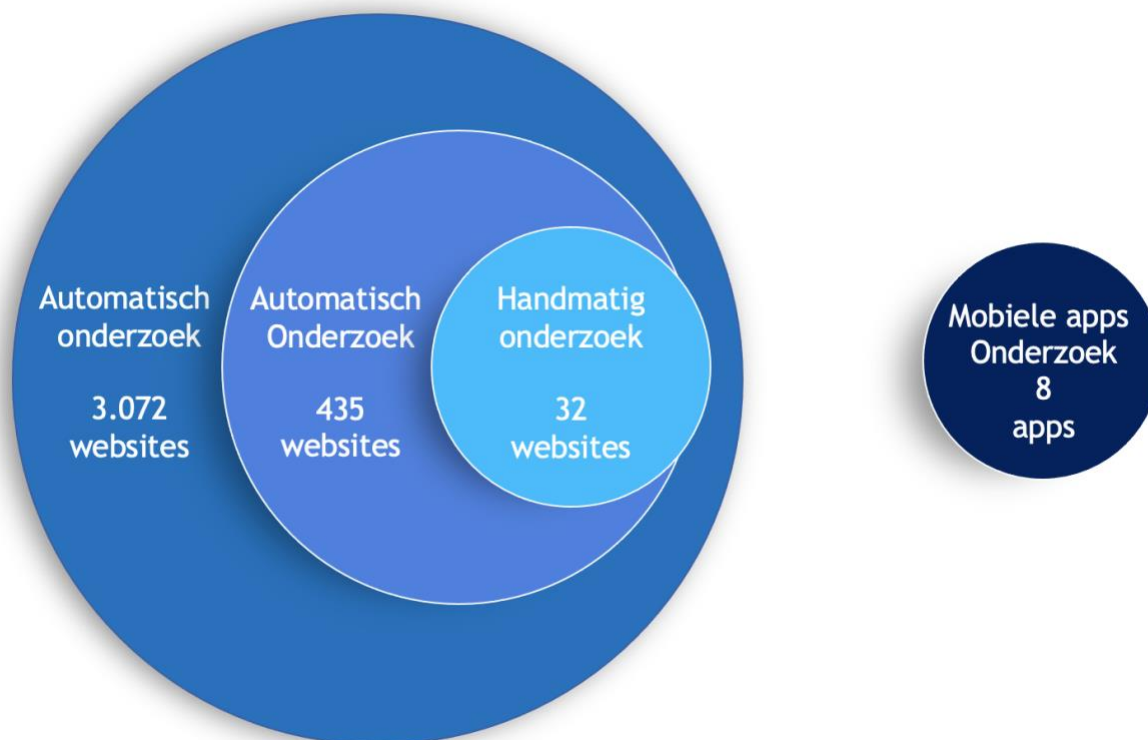 Automatisch
onderzoek
3.072
websites
Automatisch
Onderzoek
435
websites
Handmatig
onderzoek
32
websites
Mobiele apps
Onderzoek
8
apps